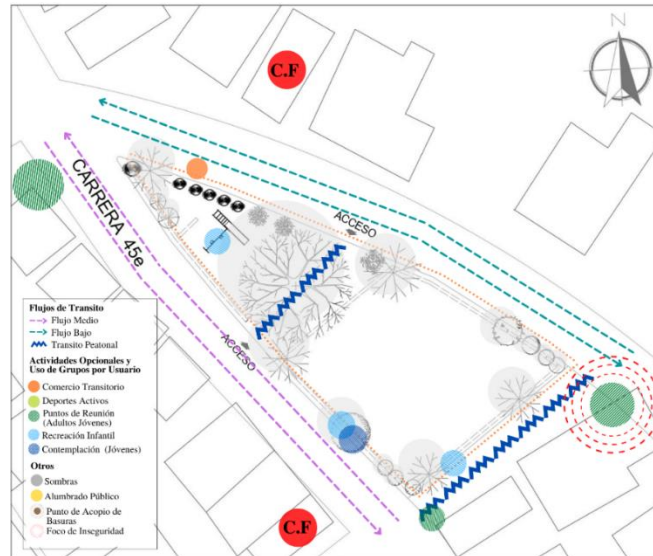 N
C.F
CARRERA 45e
ACCESO
ACCESO
Flujos de Transito
Flujo Medio
Flujo Bajo
Transito Peatonal
Actividades Opcionales y
Uso de Grupos por Usuario
Comercio Transitorio
Deportes Activos
Puntos de Reunión
(Adultos Jóvenes)
Recreación Infantil
Contemplación (Jóvenes)
Otros
Sombras
Alumbrado Público
Punto de Acopio de
Basuras
Foco de Inseguridad
C.F